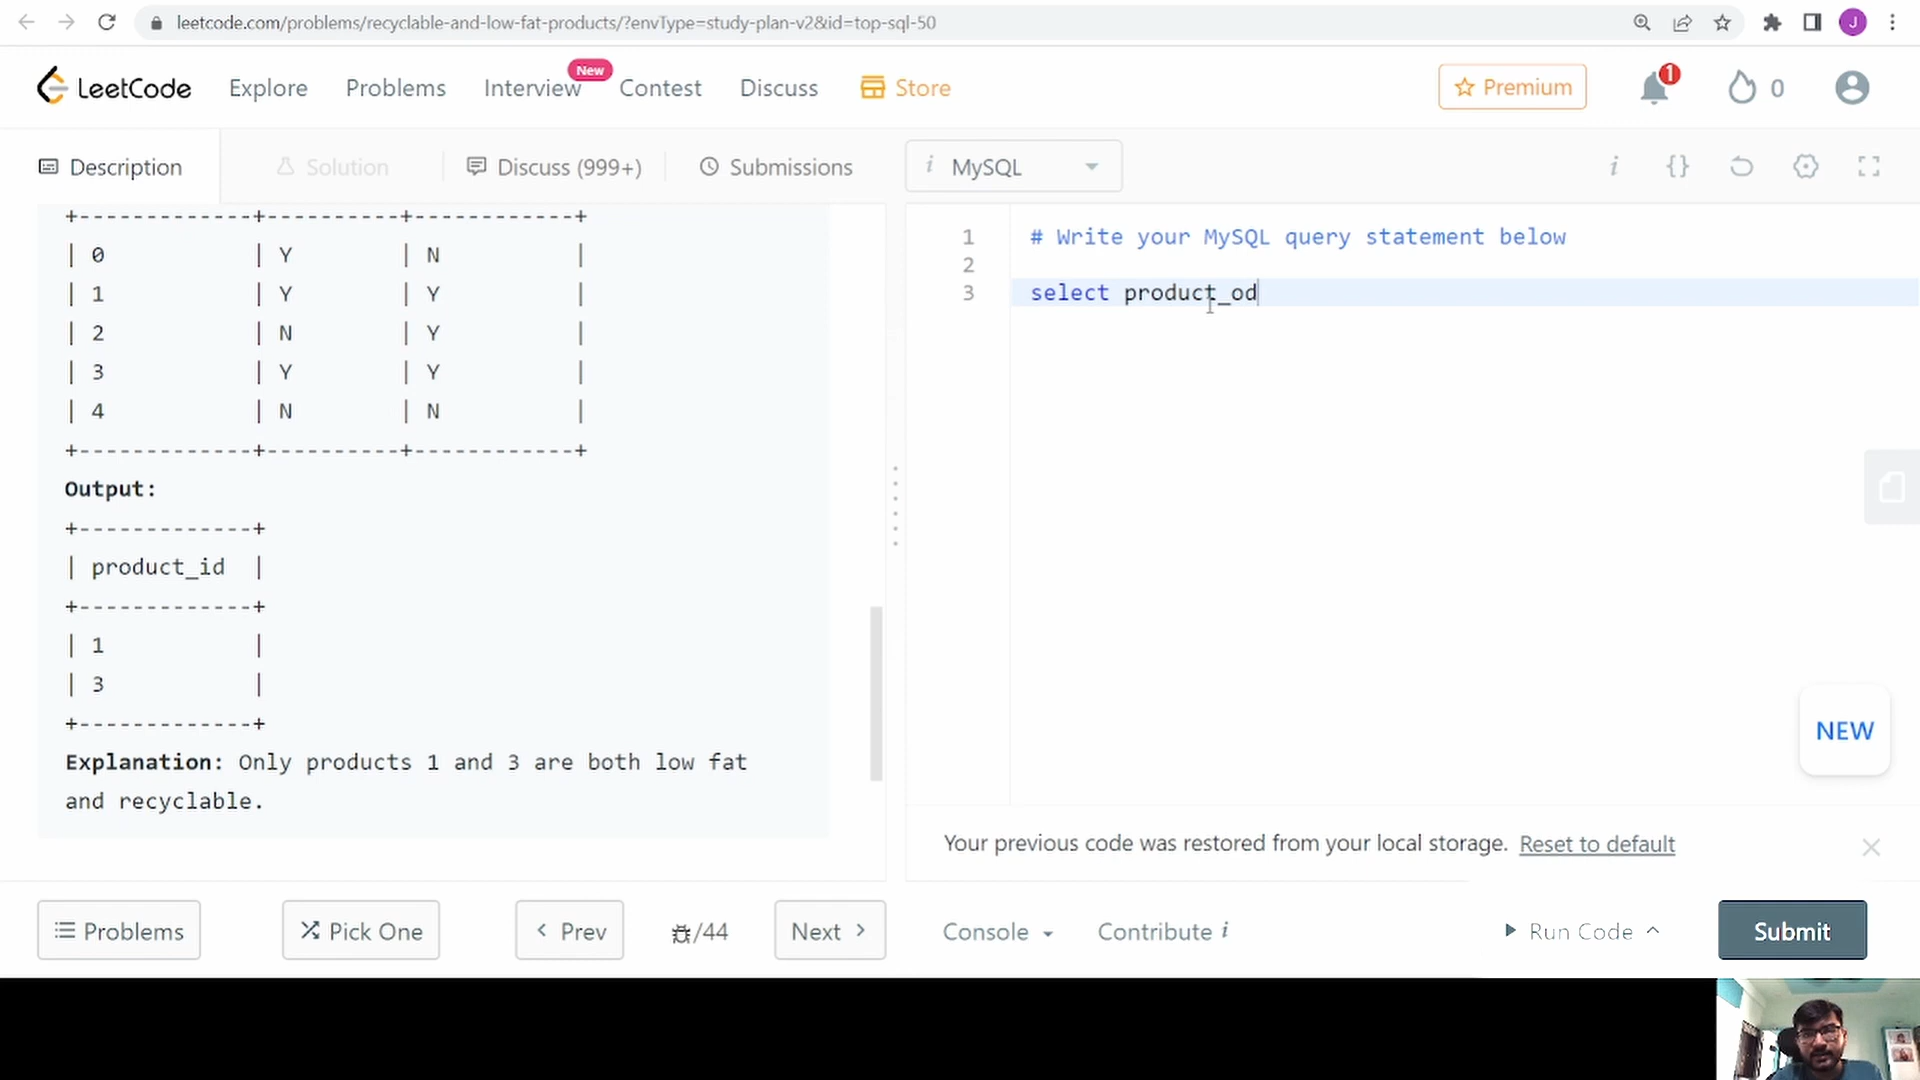 leetcode.com/problems/recyclable-and-low-fat-products/?envType=study-plan-v2&id=top-sql-50
J
LeetCode Explore Problems Interview New Contest Discuss Store Premium 1 0
Description Solution Discuss (999+) Submissions i MySQL i {}
+-------------+----------+------------+
| 0 | Y | N |
| 1 | Y | Y |
| 2 | N | Y |
| 3 | Y | Y |
| 4 | N | N |
+-------------+----------+------------+
Output:
+-------------+
| product_id |
+-------------+
| 1 |
| 3 |
+-------------+
Explanation: Only products 1 and 3 are both low fat
and recyclable.
1 # Write your MySQL query statement below
2
3 select product_od
NEW
Your previous code was restored from your local storage. Reset to default
Problems Pick One < Prev /44 Next > Console Contribute i Run Code Submit